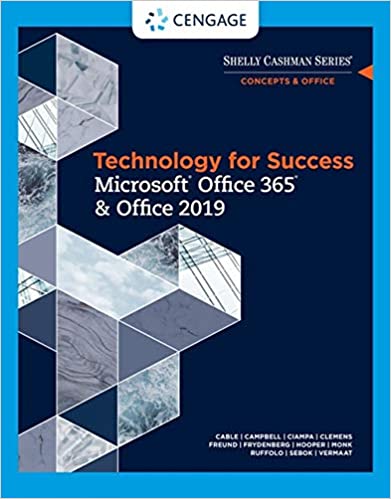 CENGAGE
SHELLY CASHMAN SERIES®
CONCEPTS & OFFICE
Technology for Success
Microsoft® Office 365®
& Office 2019
CABLE | CAMPBELL | CIAMPA | CLEMENS
FREUND | FRYDENBERG | HOOPER | MONK
RUFFOLO | SEBOK | VERMAAT